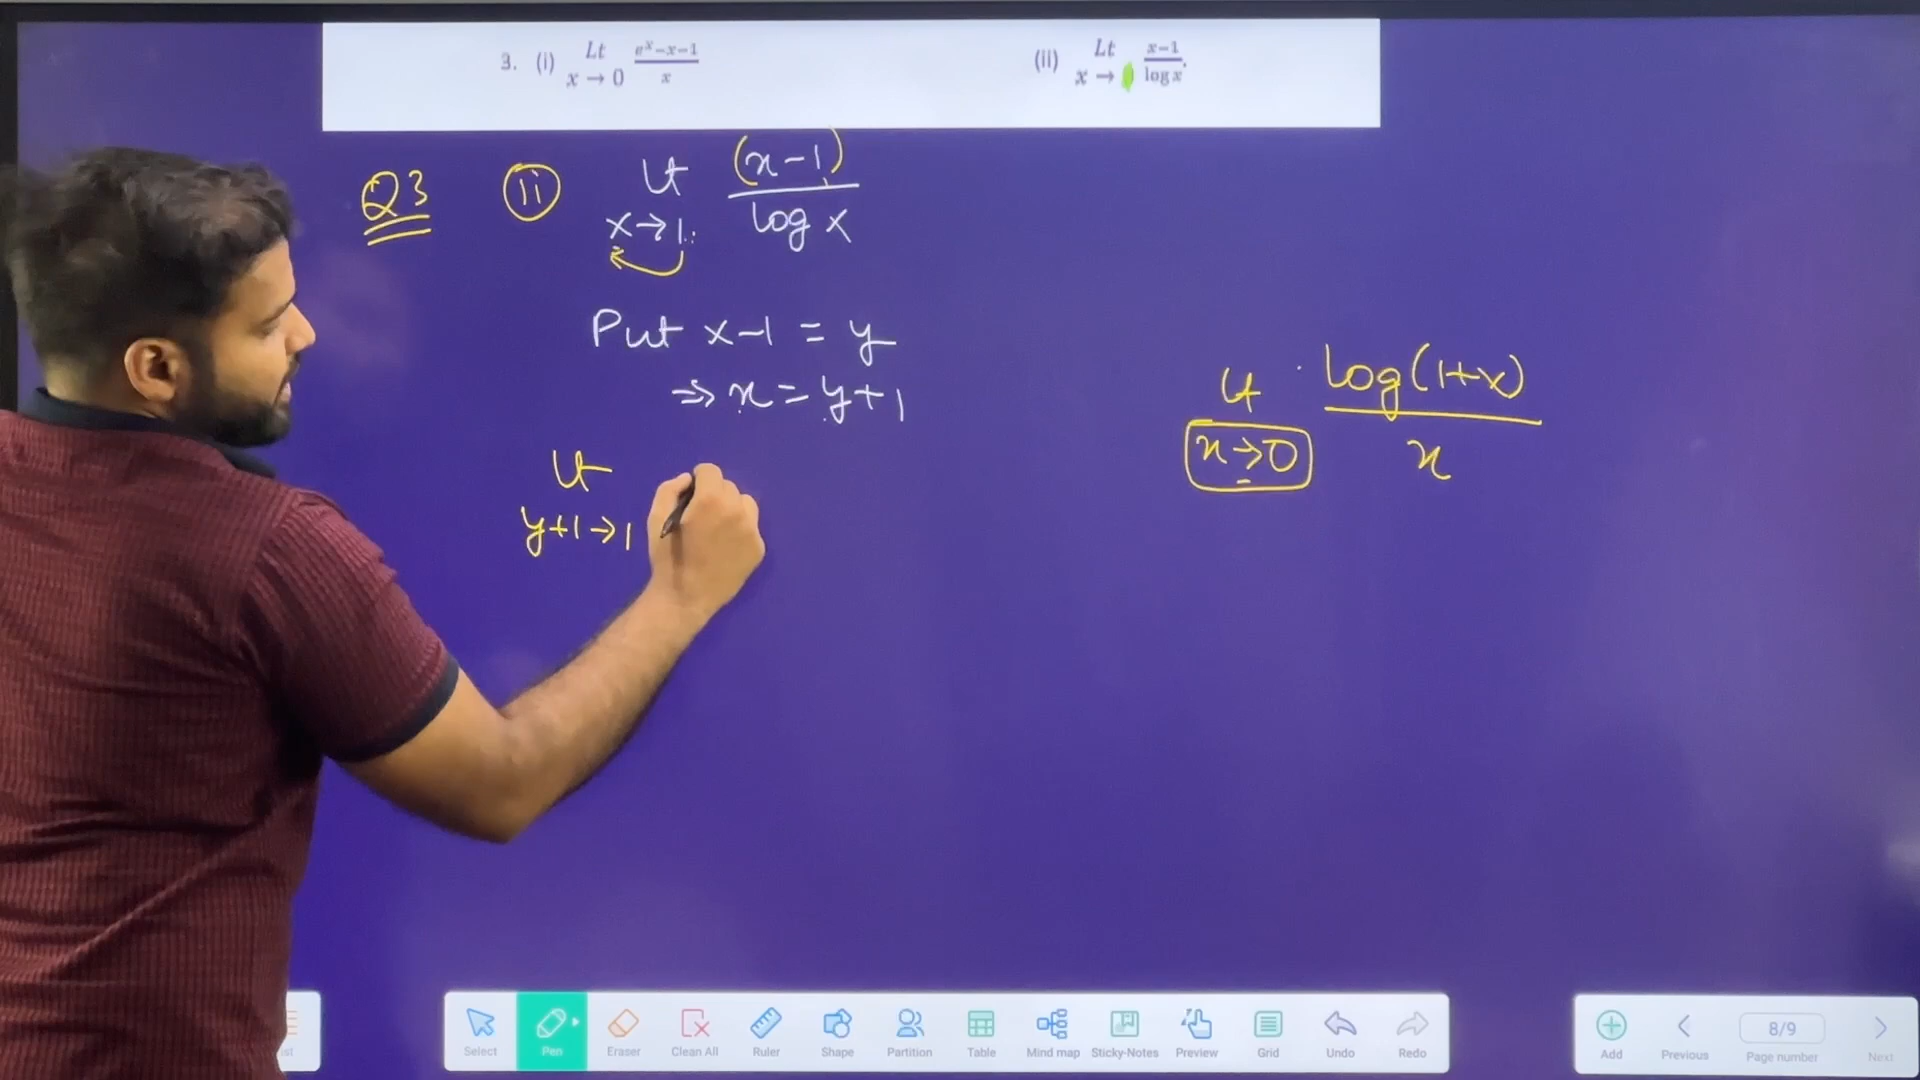 3. (i) Lt x → 0 e^x−x−1 / x
(ii) Lt x → x−1 / log x.
Q3 (ii) Lt x→1 (x−1) / log x
Put x−1 = y
⇒ x = y+1
Lt y+1→1
Lt x→0 log(1+x) / x
Select
Pen
Eraser
Clean All
Ruler
Shape
Partition
Table
Mind map
Sticky-Notes
Preview
Grid
Undo
Redo
Add
Previous
8/9
Page number
Next